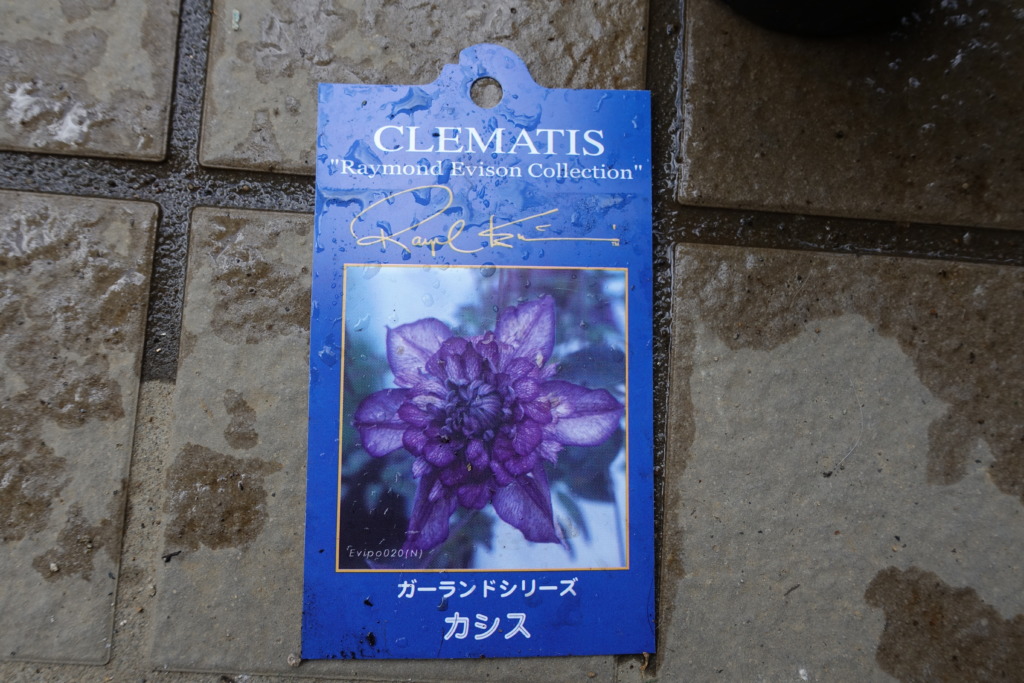 CLEMATIS
"Raymond Evison Collection"
Evipo020(N)
ガーランドシリーズ
カシス